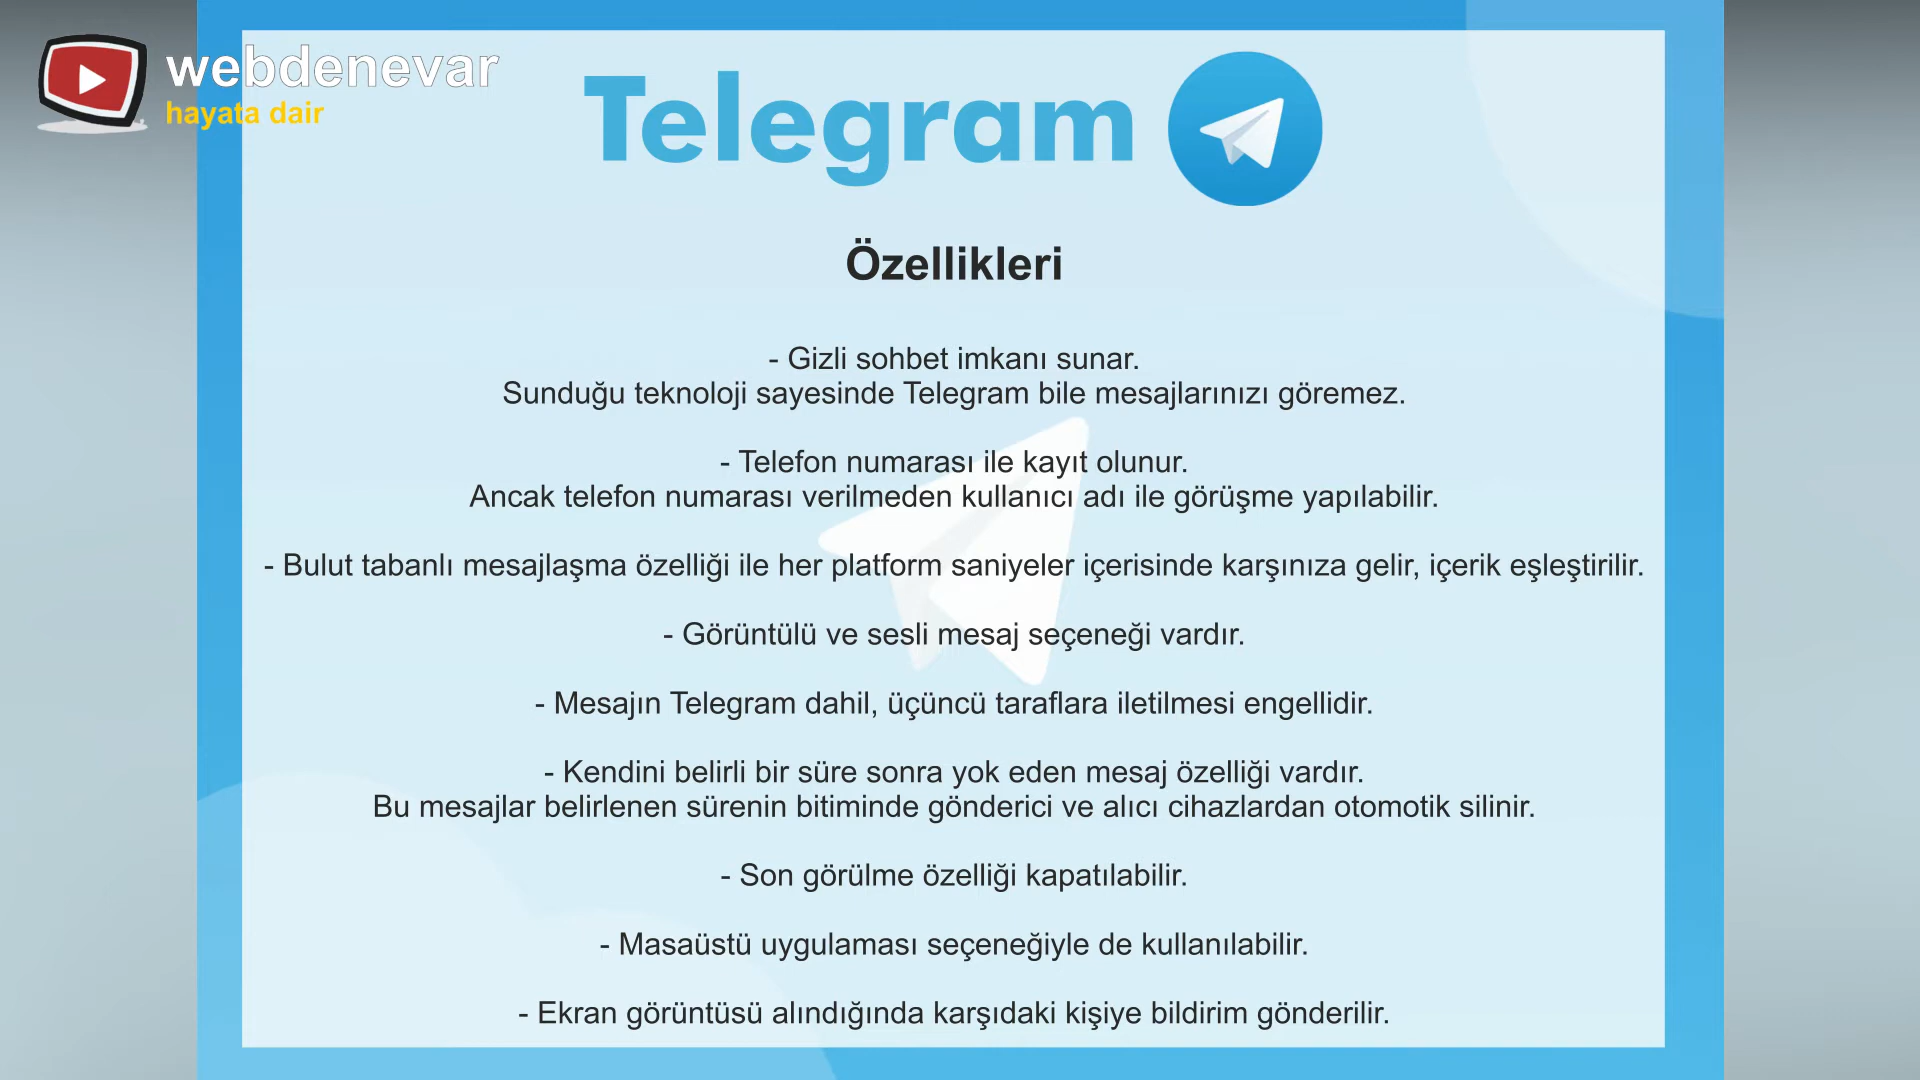 webdenevar
hayata dair
Telegram
Özellikleri
- Gizli sohbet imkanı sunar.
Sunduğu teknoloji sayesinde Telegram bile mesajlarınızı göremez.
- Telefon numarası ile kayıt olunur.
Ancak telefon numarası verilmeden kullanıcı adı ile görüşme yapılabilir.
- Bulut tabanlı mesajlaşma özelliği ile her platform saniyeler içerisinde karşınıza gelir, içerik eşleştirilir.
- Görüntülü ve sesli mesaj seçeneği vardır.
- Mesajın Telegram dahil, üçüncü taraflara iletilmesi engellidir.
- Kendini belirli bir süre sonra yok eden mesaj özelliği vardır.
Bu mesajlar belirlenen sürenin bitiminde gönderici ve alıcı cihazlardan otomotik silinir.
- Son görülme özelliği kapatılabilir.
- Masaüstü uygulaması seçeneğiyle de kullanılabilir.
- Ekran görüntüsü alındığında karşıdaki kişiye bildirim gönderilir.